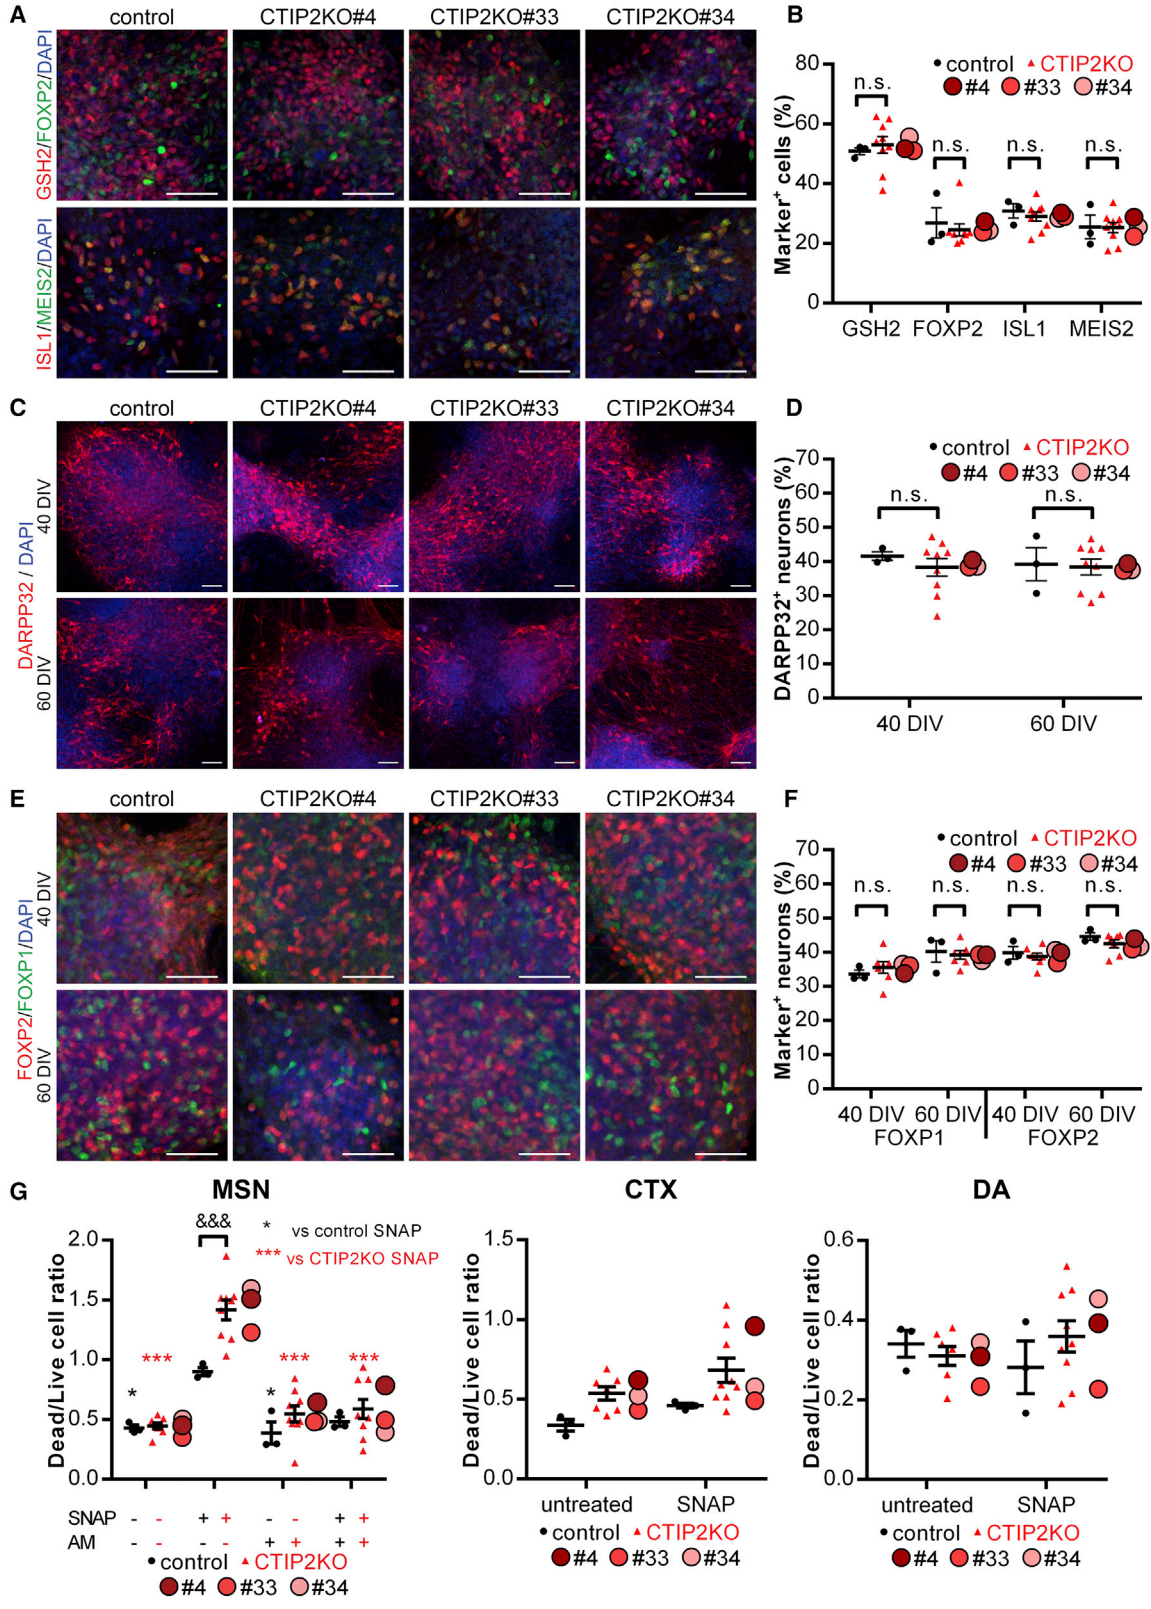 A
control
CTIP2KO#4
CTIP2KO#33
CTIP2KO#34
GSH2/FOXP2/DAPI
ISL1/MEIS2/DAPI
B
control CTIP2KO
#4 #33 #34
Marker+ cells (%)
80
60
40
20
0
n.s.
n.s.
n.s.
n.s.
GSH2 FOXP2 ISL1 MEIS2
C
control
CTIP2KO#4
CTIP2KO#33
CTIP2KO#34
DARPP32 / DAPI
40 DIV
60 DIV
D
control CTIP2KO
#4 #33 #34
DARPP32+ neurons (%)
70
60
50
40
30
20
10
0
n.s.
n.s.
40 DIV 60 DIV
E
control
CTIP2KO#4
CTIP2KO#33
CTIP2KO#34
FOXP2/FOXP1/DAPI
40 DIV
60 DIV
F
control CTIP2KO
#4 #33 #34
Marker+ neurons (%)
70
60
50
40
30
20
10
0
n.s.
n.s.
n.s.
n.s.
40 DIV 60 DIV 40 DIV 60 DIV
FOXP1 FOXP2
G
MSN
&&&
* vs control SNAP
*** vs CTIP2KO SNAP
Dead/Live cell ratio
2.0
1.5
1.0
0.5
0.0
*
***
*
***
***
SNAP - - + + - - + +
AM - - - - + + + +
control CTIP2KO
#4 #33 #34
CTX
Dead/Live cell ratio
1.5
1.0
0.5
0.0
untreated SNAP
control CTIP2KO
#4 #33 #34
DA
Dead/Live cell ratio
0.6
0.4
0.2
0.0
untreated SNAP
control CTIP2KO
#4 #33 #34